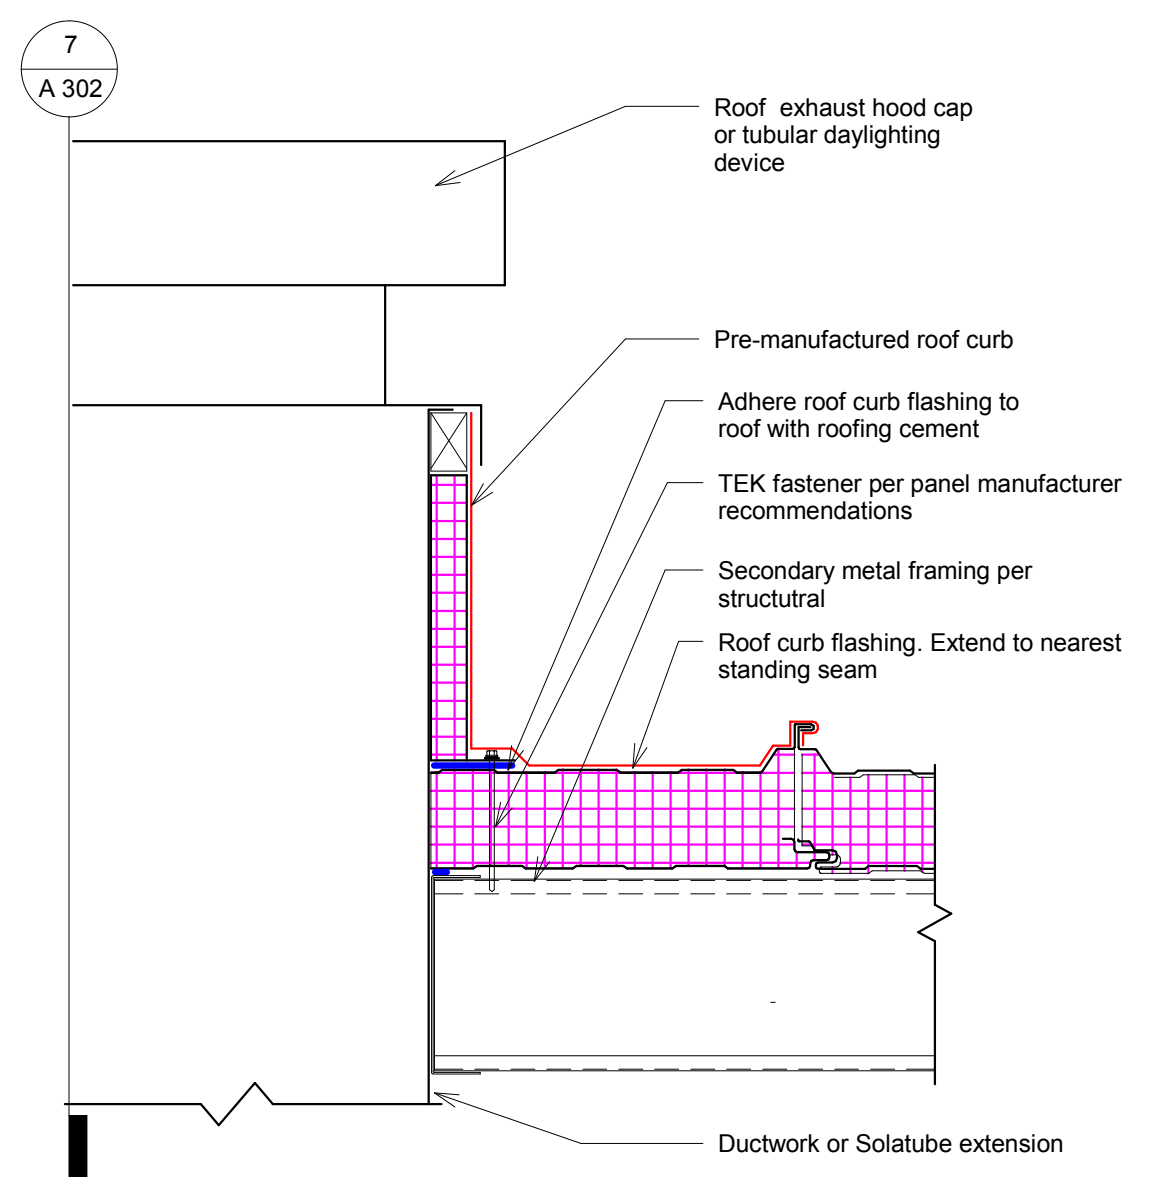 7
A 302
Roof exhaust hood cap
or tubular daylighting
device
Pre-manufactured roof curb
Adhere roof curb flashing to
roof with roofing cement
TEK fastener per panel manufacturer
recommendations
Secondary metal framing per
structutral
Roof curb flashing. Extend to nearest
standing seam
Ductwork or Solatube extension